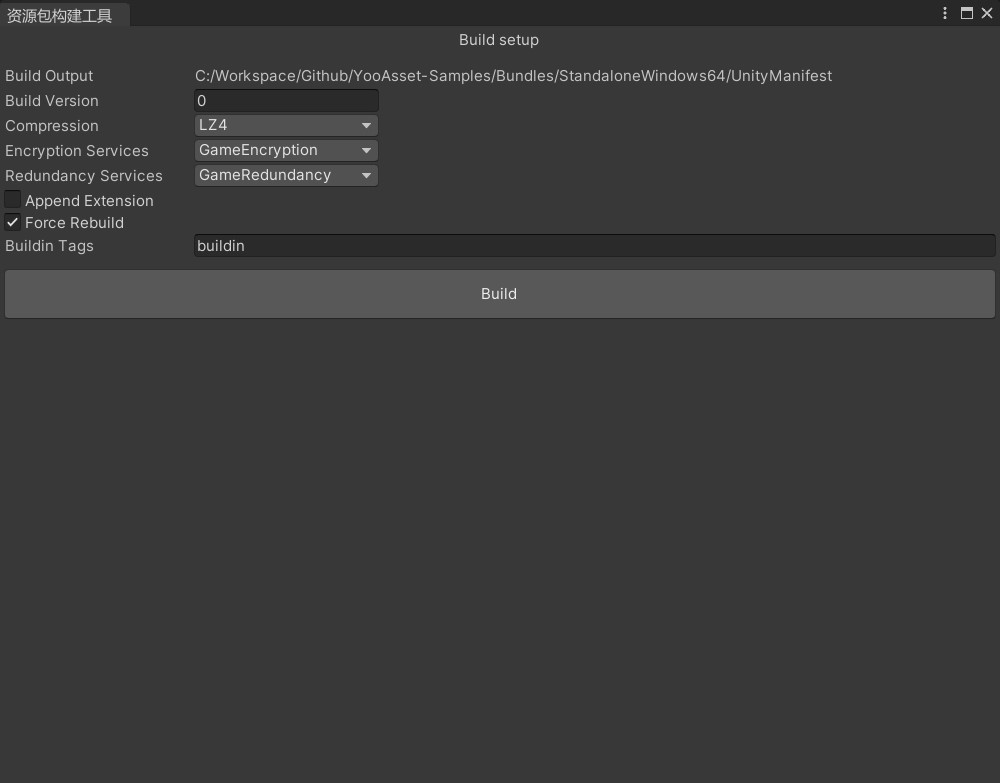 资源包构建工具
Build setup
Build Output C:/Workspace/Github/YooAsset-Samples/Bundles/StandaloneWindows64/UnityManifest
Build Version 0
Compression LZ4
Encryption Services GameEncryption
Redundancy Services GameRedundancy
Append Extension
Force Rebuild
Buildin Tags buildin
Build